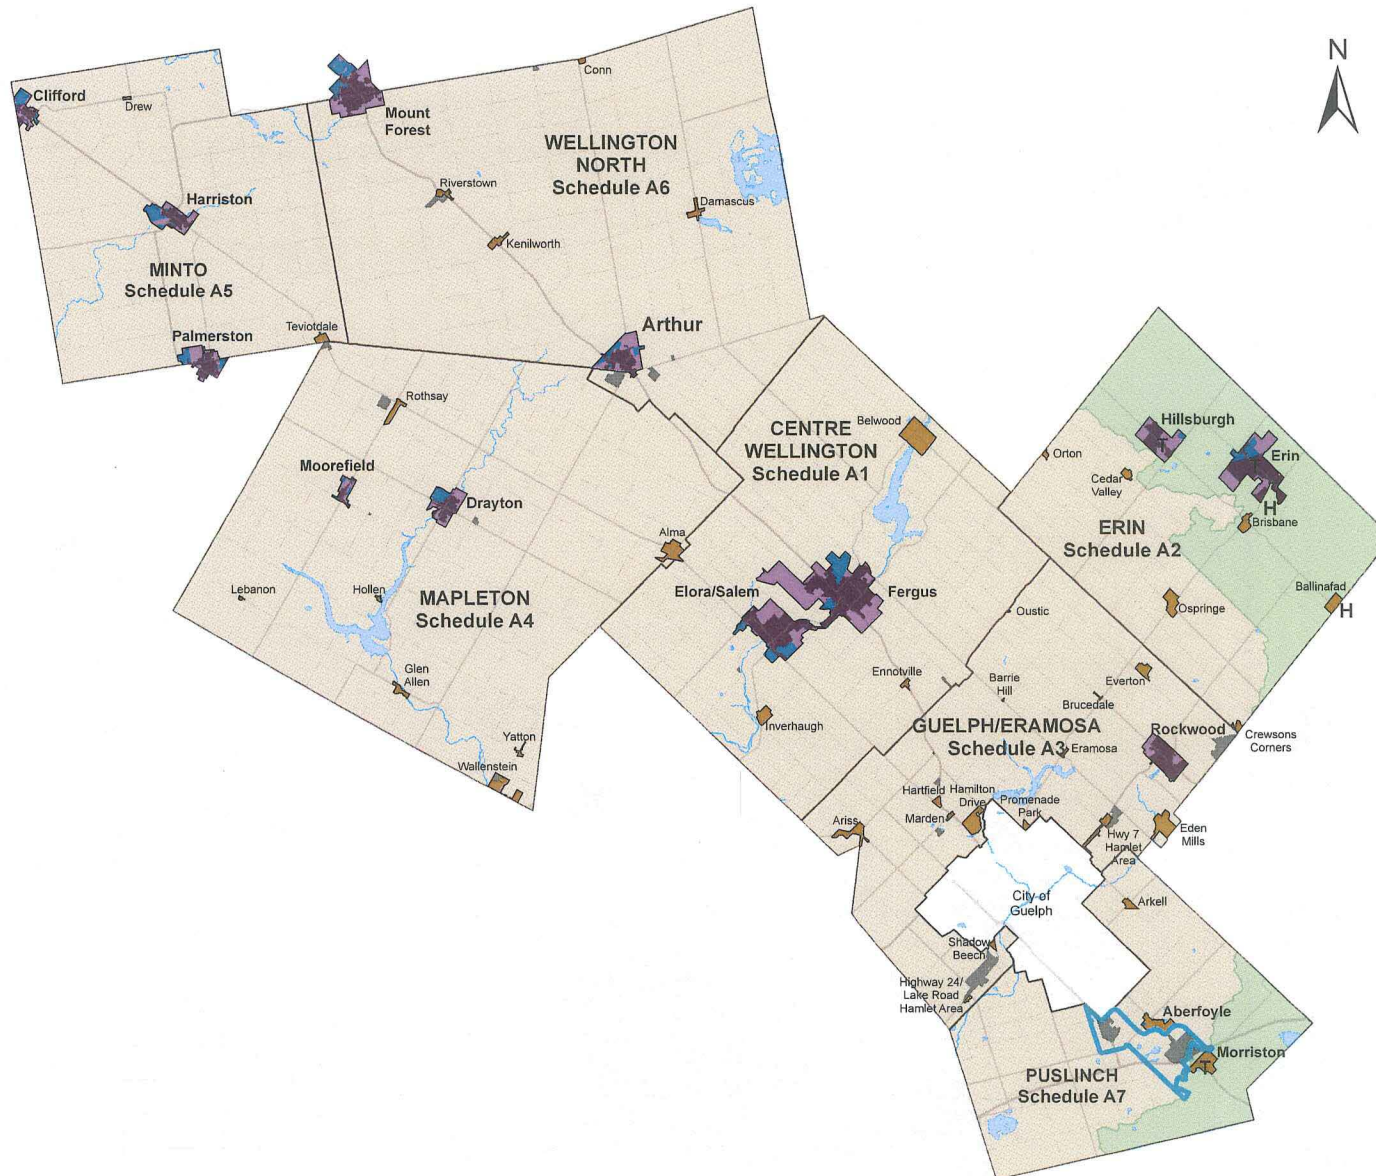 N
Clifford
Drew
Conn
Mount
Forest
WELLINGTON
NORTH
Schedule A6
Riverstown
Harriston
Damascus
Kenilworth
MINTO
Schedule A5
Teviotdale
Arthur
Palmerston
Rothsay
Belwood
CENTRE
WELLINGTON
Schedule A1
Hillsburgh
Erin
T
T
H
Orton
Cedar
Valley
Brisbane
Moorefield
Drayton
ERIN
Schedule A2
Alma
Ballinafad
H
Lebanon
Hollen
MAPLETON
Schedule A4
Elora/Salem
Fergus
Ospringe
Oustic
Glen
Allen
Ennotville
Barrie
Hill
Everton
Brucedale
Inverhaugh
GUELPH/ERAMOSA
Schedule A3
Rockwood
Crewsons
Corners
Eramosa
Yatton
Wallenstein
Hartfield
Hamilton
Drive
Promenade
Park
Marden
Ariss
Hwy 7
Hamlet
Area
Eden
Mills
City of
Guelph
Arkell
Shadow
Beech
Highway 24/
Lake Road
Hamlet Area
Aberfoyle
Morriston
T
PUSLINCH
Schedule A7